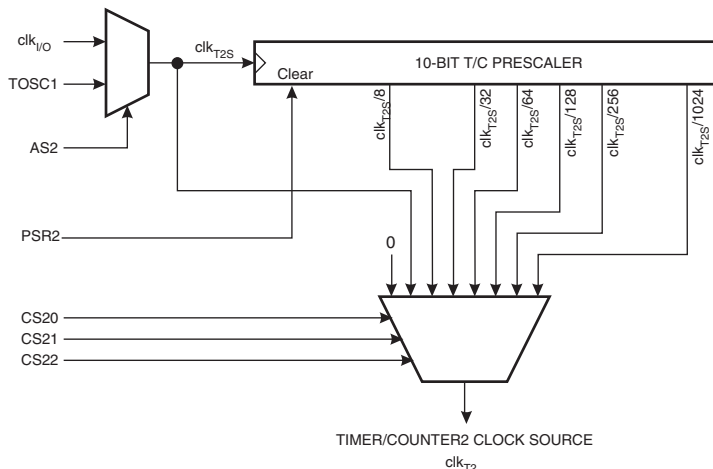 clkI/O
TOSC1
AS2
PSR2
CS20
CS21
CS22
clkT2S
10-BIT T/C PRESCALER
Clear
clkT2S/8
clkT2S/32
clkT2S/64
clkT2S/128
clkT2S/256
clkT2S/1024
0
TIMER/COUNTER2 CLOCK SOURCE
clkT2